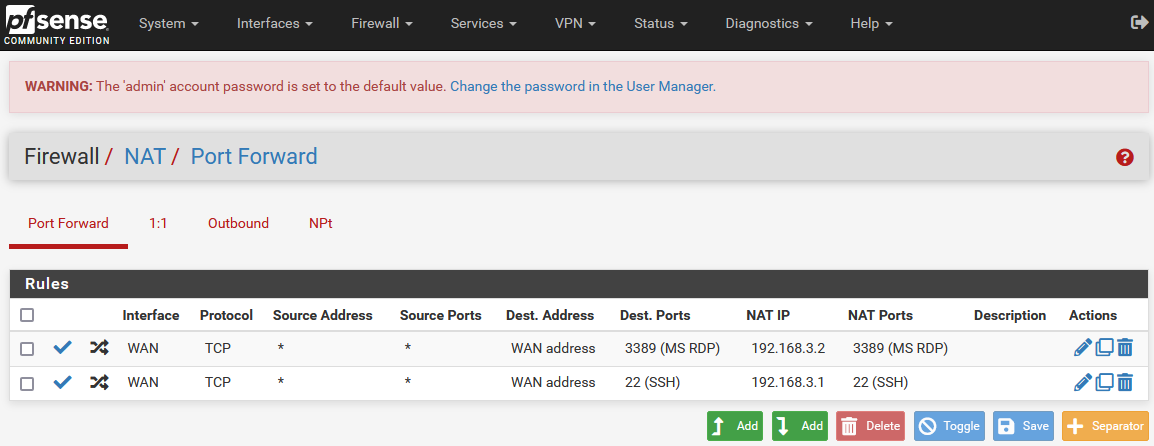 pfsense
COMMUNITY EDITION
System Interfaces Firewall Services VPN Status Diagnostics Help
WARNING: The 'admin' account password is set to the default value. Change the password in the User Manager.
Firewall / NAT / Port Forward
Port Forward 1:1 Outbound NPt
Rules
Interface Protocol Source Address Source Ports Dest. Address Dest. Ports NAT IP NAT Ports Description Actions
WAN TCP * * WAN address 3389 (MS RDP) 192.168.3.2 3389 (MS RDP)
WAN TCP * * WAN address 22 (SSH) 192.168.3.1 22 (SSH)
Add Add Delete Toggle Save Separator